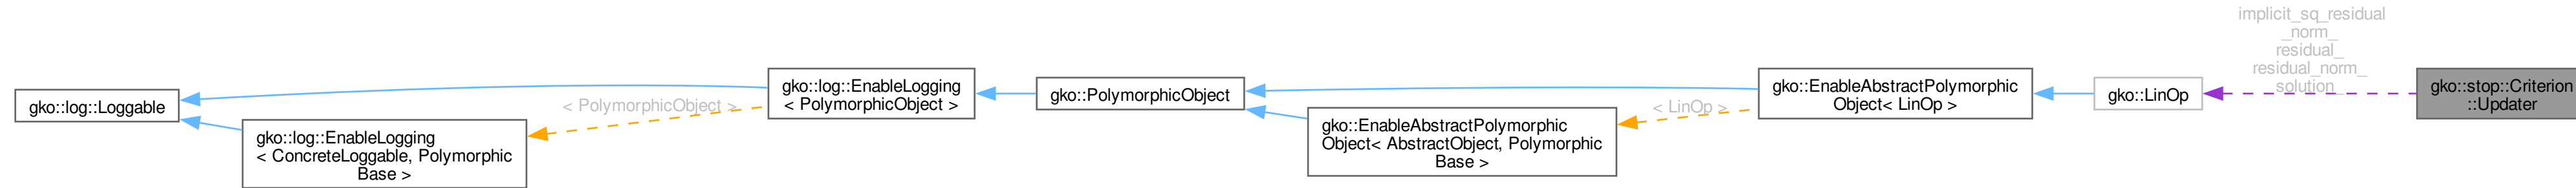 gko::log::Loggable
gko::log::EnableLogging
< ConcreteLoggable, Polymorphic
Base >
< PolymorphicObject >
gko::log::EnableLogging
< PolymorphicObject >
gko::PolymorphicObject
gko::EnableAbstractPolymorphic
Object< AbstractObject, Polymorphic
Base >
< LinOp >
gko::EnableAbstractPolymorphic
Object< LinOp >
gko::LinOp
implicit_sq_residual
_norm_
residual_
residual_norm_
solution_
gko::stop::Criterion
::Updater